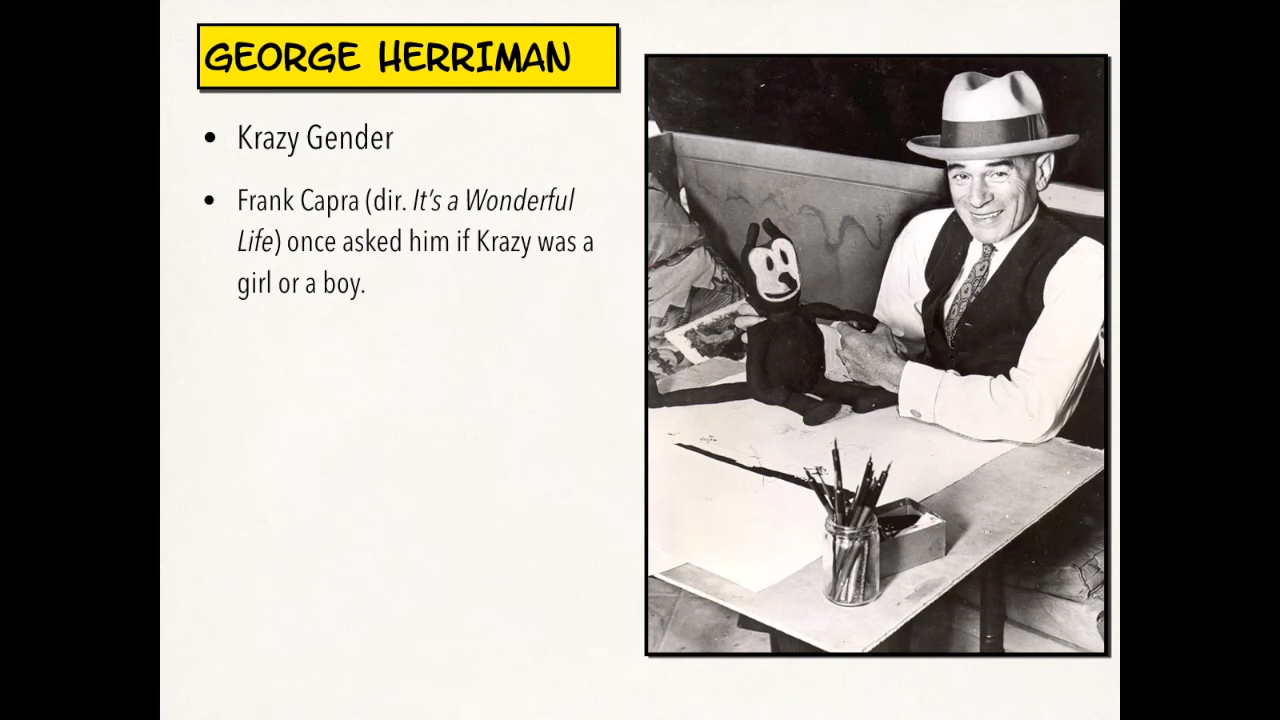 GEORGE HERRIMAN
• Krazy Gender
• Frank Capra (dir. It's a Wonderful
Life) once asked him if Krazy was a
girl or a boy.